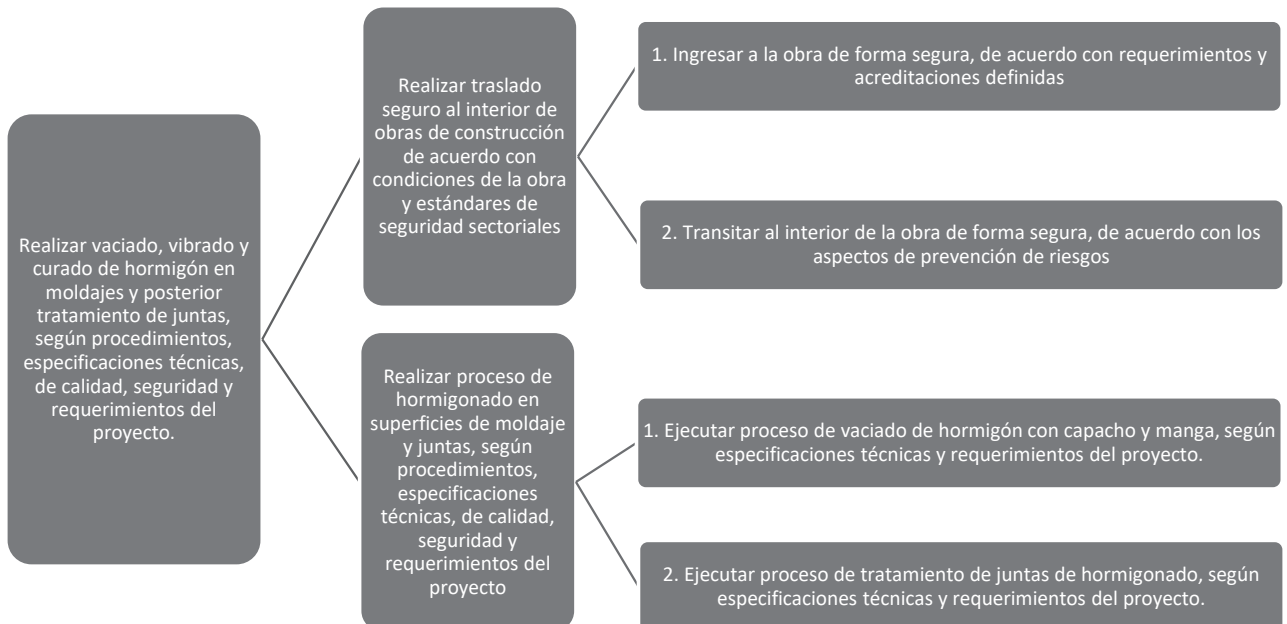 Realizar vaciado, vibrado y
curado de hormigón en
moldajes y posterior
tratamiento de juntas,
según procedimientos,
especificaciones técnicas,
de calidad, seguridad y
requerimientos del
proyecto.
Realizar traslado
seguro al interior de
obras de construcción
de acuerdo con
condiciones de la obra
y estándares de
seguridad sectoriales
1. Ingresar a la obra de forma segura, de acuerdo con requerimientos y
acreditaciones definidas
2. Transitar al interior de la obra de forma segura, de acuerdo con los
aspectos de prevención de riesgos
Realizar proceso de
hormigonado en
superficies de moldaje
y juntas, según
procedimientos,
especificaciones
técnicas, de calidad,
seguridad y
requerimientos del
proyecto
1. Ejecutar proceso de vaciado de hormigón con capacho y manga, según
especificaciones técnicas y requerimientos del proyecto.
2. Ejecutar proceso de tratamiento de juntas de hormigonado, según
especificaciones técnicas y requerimientos del proyecto.